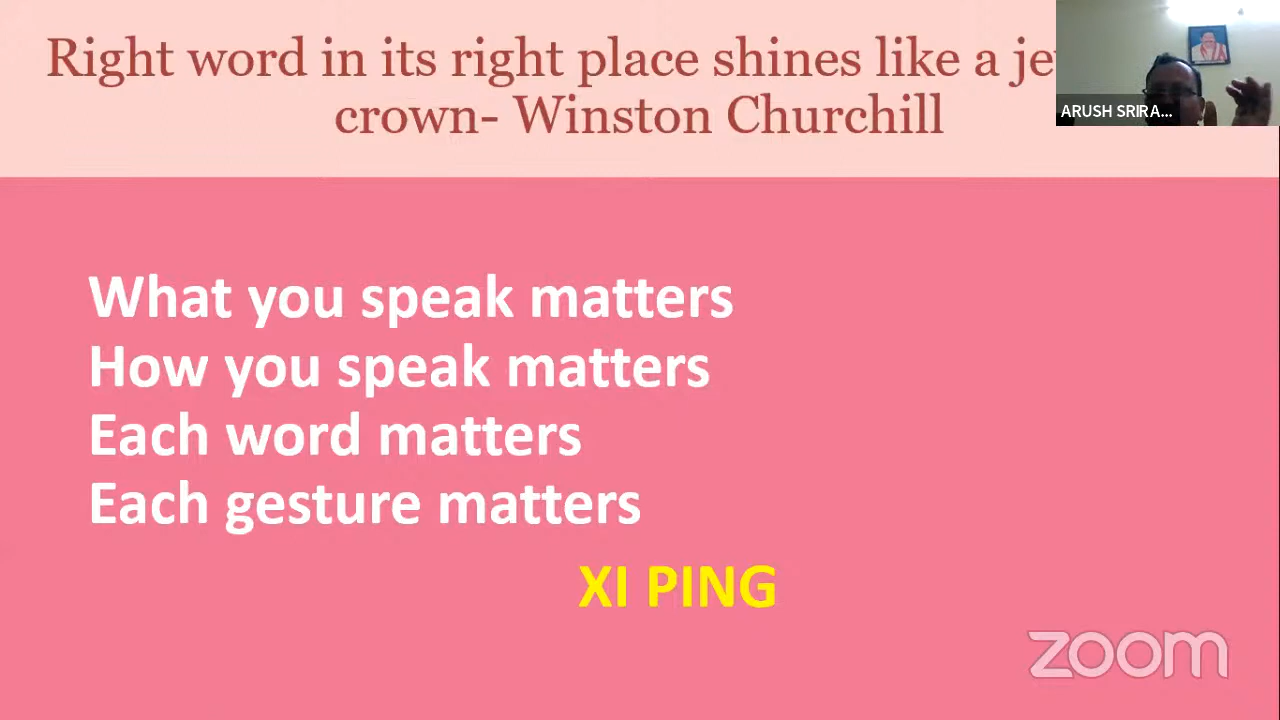 Right word in its right place shines like a
crown- Winston Churchill
ARUSH SRIRA...
What you speak matters
How you speak matters
Each word matters
Each gesture matters
XI PING
zoom